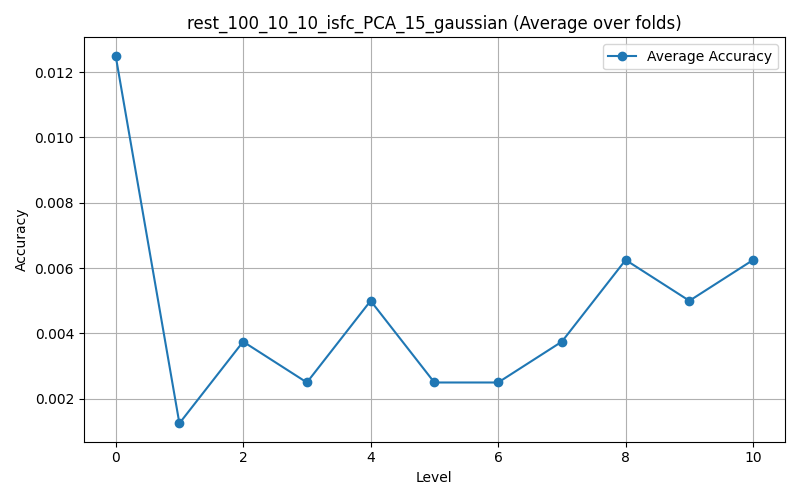 rest_100_10_10_isfc_PCA_15_gaussian (Average over folds)
Average Accuracy
Accuracy
0.012
0.010
0.008
0.006
0.004
0.002
0 2 4 6 8 10
Level